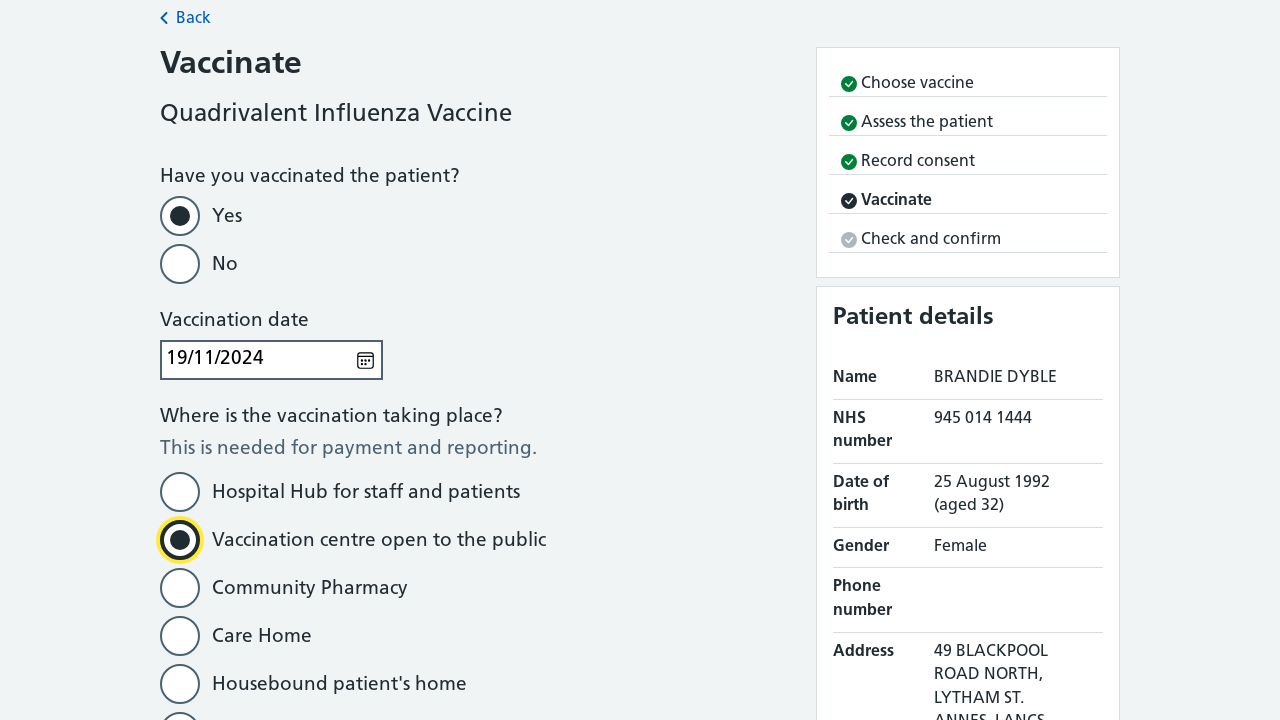 Back
Vaccinate
Quadrivalent Influenza Vaccine
Have you vaccinated the patient?
Yes
No
Vaccination date
19/11/2024
Where is the vaccination taking place?
This is needed for payment and reporting.
Hospital Hub for staff and patients
Vaccination centre open to the public
Community Pharmacy
Care Home
Housebound patient's home
Choose vaccine
Assess the patient
Record consent
Vaccinate
Check and confirm
Patient details
Name BRANDIE DYBLE
NHS 945 014 1444
number
Date of 25 August 1992
birth (aged 32)
Gender Female
Phone
number
Address 49 BLACKPOOL
ROAD NORTH,
LYTHAM ST.
ANNES, LANCS